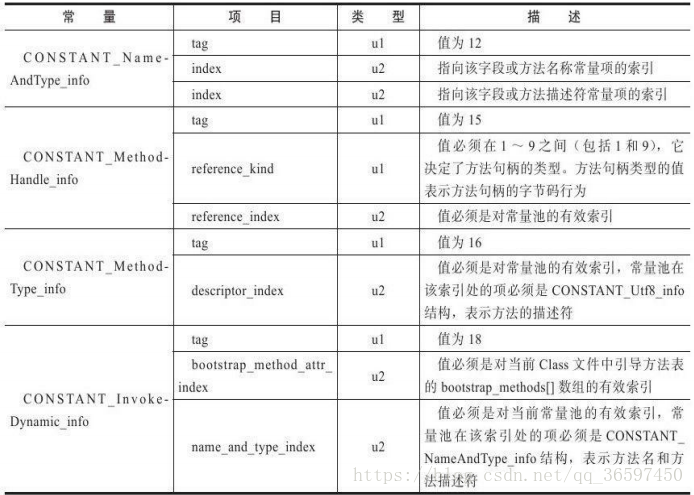 常 量 项 目 类 型 描 述
CONSTANT_Name-
AndType_info
tag u1 值为 12
index u2 指向该字段或方法名称常量项的索引
index u2 指向该字段或方法描述符常量项的索引
CONSTANT_Method-
Handle_info
tag u1 值为 15
reference_kind u1 值必须在 1 ~ 9 之间（包括 1 和 9），它
决定了方法句柄的类型。方法句柄类型的值
表示方法句柄的字节码行为
reference_index u2 值必须是对常量池的有效索引
CONSTANT_Method-
Type_info
tag u1 值为 16
descriptor_index u2 值必须是对常量池的有效索引，常量池在
该索引处的项必须是 CONSTANT_Utf8_info
结构，表示方法的描述符
CONSTANT_Invoke-
Dynamic_info
tag u1 值为 18
bootstrap_method_attr_
index
u2 值必须是对当前 Class 文件中引导方法表
的 bootstrap_methods[] 数组的有效索引
name_and_type_index u2 值必须是对当前常量池的有效索引，常
量池在该索引处的项必须是 CONSTANT_
NameAndType_info 结构，表示方法名和方
法描述符
https://blog.csdn.net/qq_36597450